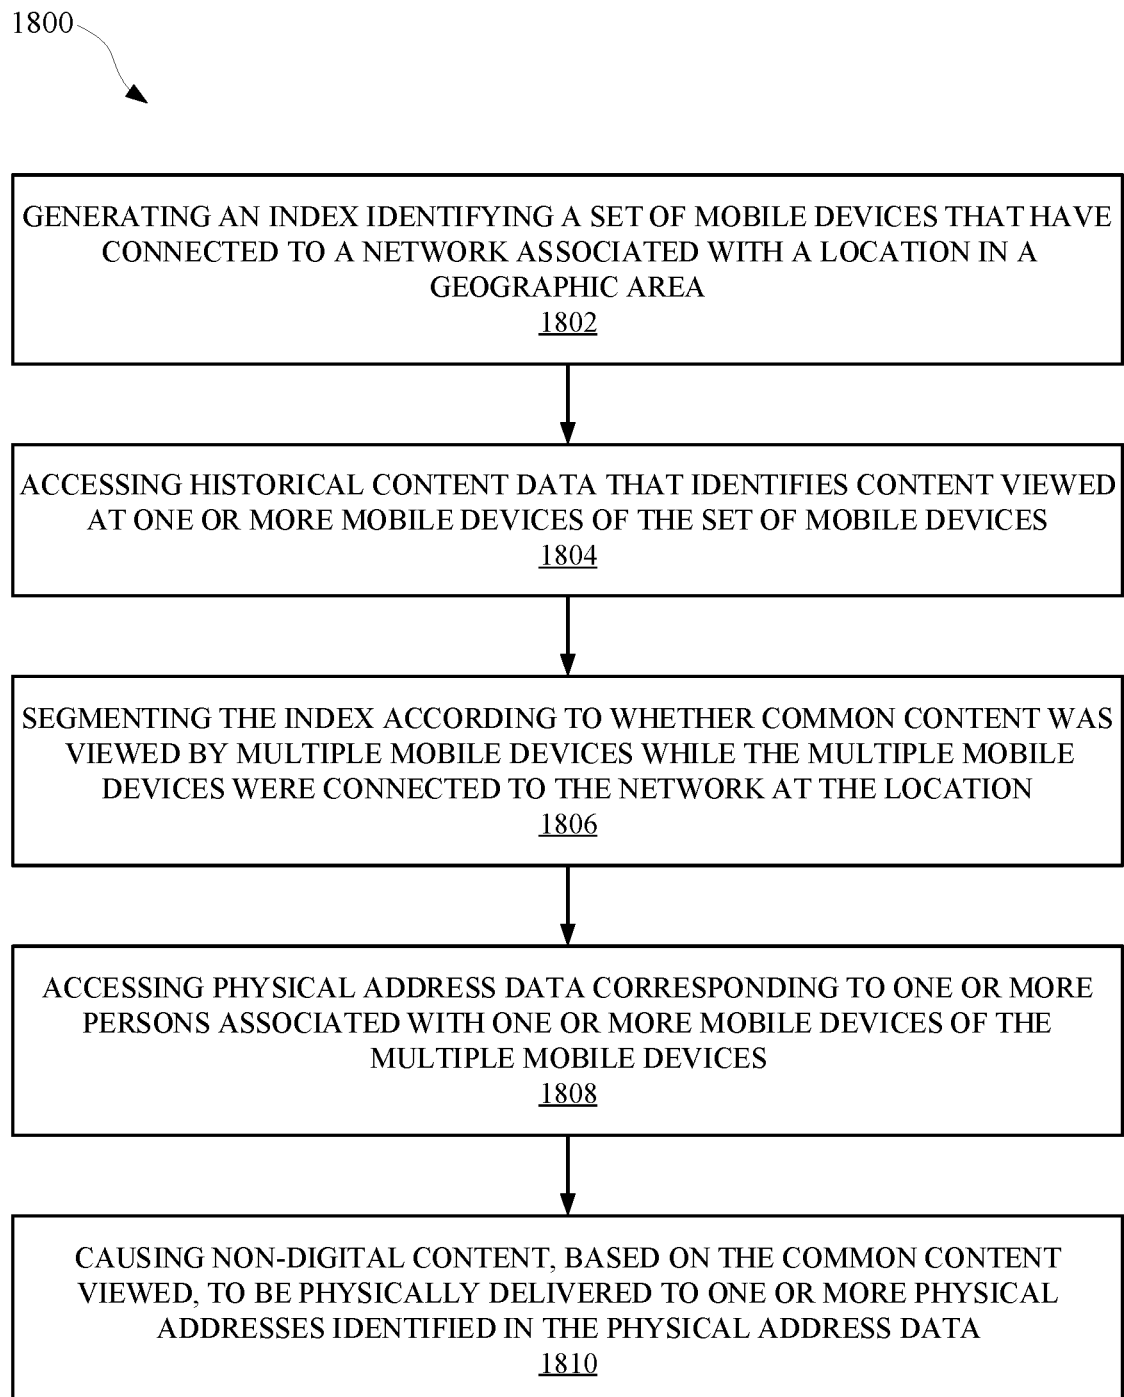 1800
GENERATING AN INDEX IDENTIFYING A SET OF MOBILE DEVICES THAT HAVE
CONNECTED TO A NETWORK ASSOCIATED WITH A LOCATION IN A
GEOGRAPHIC AREA
1802
ACCESSING HISTORICAL CONTENT DATA THAT IDENTIFIES CONTENT VIEWED
AT ONE OR MORE MOBILE DEVICES OF THE SET OF MOBILE DEVICES
1804
SEGMENTING THE INDEX ACCORDING TO WHETHER COMMON CONTENT WAS
VIEWED BY MULTIPLE MOBILE DEVICES WHILE THE MULTIPLE MOBILE
DEVICES WERE CONNECTED TO THE NETWORK AT THE LOCATION
1806
ACCESSING PHYSICAL ADDRESS DATA CORRESPONDING TO ONE OR MORE
PERSONS ASSOCIATED WITH ONE OR MORE MOBILE DEVICES OF THE
MULTIPLE MOBILE DEVICES
1808
CAUSING NON-DIGITAL CONTENT, BASED ON THE COMMON CONTENT
VIEWED, TO BE PHYSICALLY DELIVERED TO ONE OR MORE PHYSICAL
ADDRESSES IDENTIFIED IN THE PHYSICAL ADDRESS DATA
1810